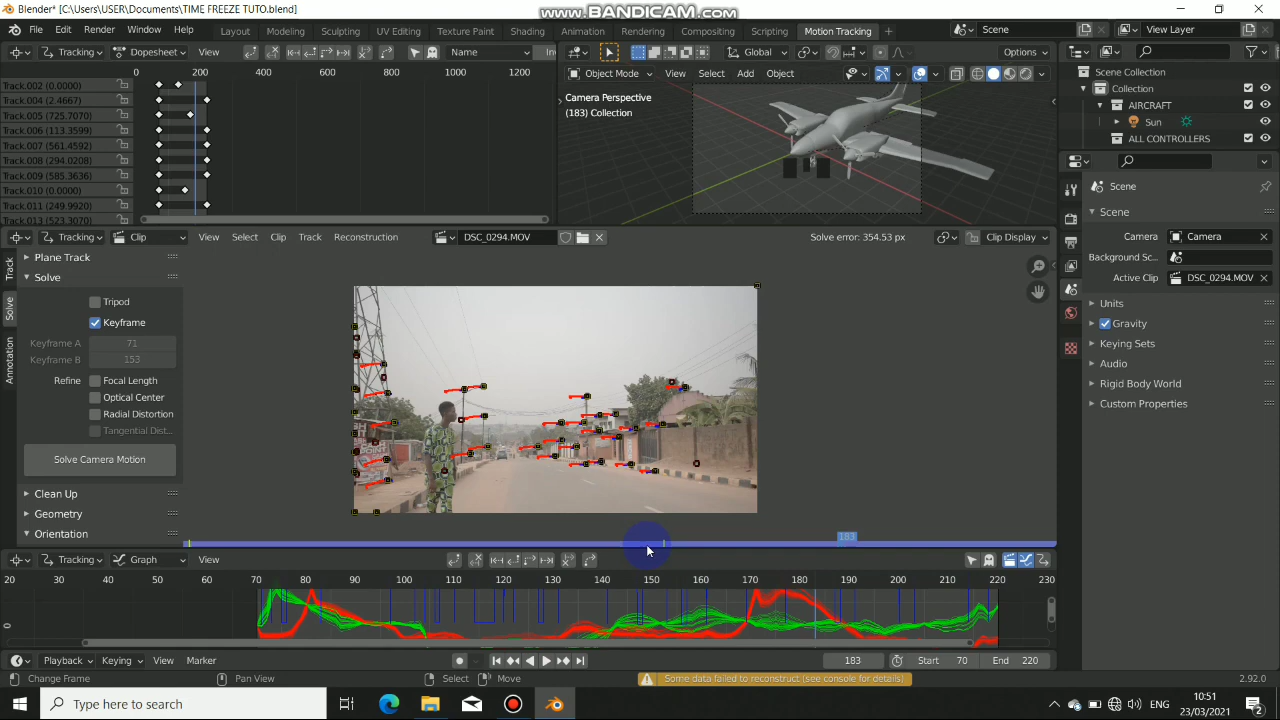 Blender* [C:\Users\USER\Documents\TIME FREEZE TUTO.blend]
www.BANDICAM.com
File Edit Render Window Help
Layout Modeling Sculpting UV Editing Texture Paint Shading Animation Rendering Compositing Scripting Motion Tracking +
Scene View Layer
Tracking Dopesheet View Name Inv
Global Options
0 200 400 600 800 1000 1200
Object Mode View Select Add Object
Track.002 (0.0000)
Track.004 (2.4667)
Track.005 (725.7070)
Track.006 (113.3599)
Track.007 (561.4592)
Track.008 (294.0208)
Track.009 (585.3636)
Track.010 (0.0000)
Track.011 (249.9920)
Track.013 (523.3070)
Camera Perspective
(183) Collection
Scene Collection
Collection
AIRCRAFT
Sun
ALL CONTROLLERS
Tracking Clip View Select Clip Track Reconstruction DSC_0294.MOV Solve error: 354.53 px Clip Display
Track
Solve
Annotation
Plane Track
Solve
Tripod
Keyframe
Keyframe A 71
Keyframe B 153
Refine Focal Length
Optical Center
Radial Distortion
Tangential Dist...
Solve Camera Motion
Clean Up
Geometry
Orientation
183
Scene
Scene
Camera Camera
Background Sc...
Active Clip DSC_0294.MOV
Units
Gravity
Keying Sets
Audio
Rigid Body World
Custom Properties
Tracking Graph View
20 0 20 40 50 60 70 80 90 100 110 120 130 140 150 160 170 180 190 200 210 220 230
0
Playback Keying View Marker 183 Start 70 End 220
Change Frame Pan View Select Move Some data failed to reconstruct (see console for details) 2.92.0
Type here to search
ENG
10:51
23/03/2021
2